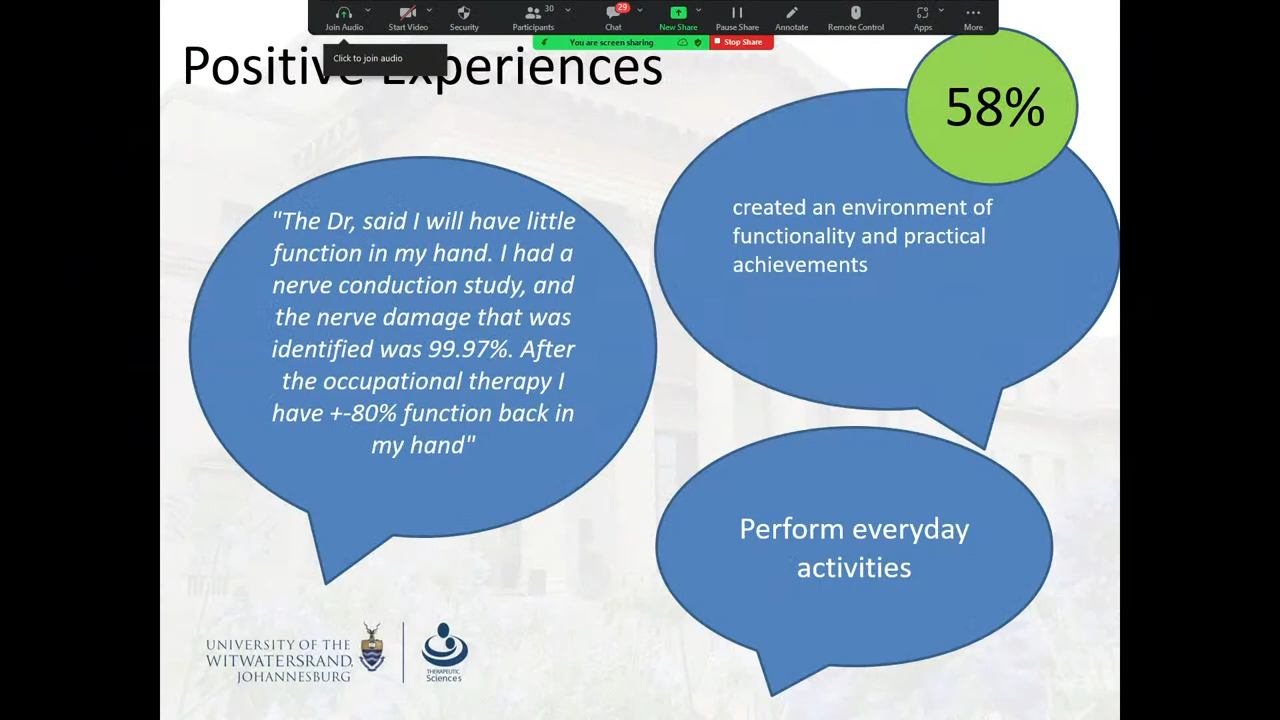 30
29
Join Audio
Start Video
Security
Participants
Chat
New Share
Pause Share
Annotate
Remote Control
Apps
More
You are screen sharing
Stop Share
Click to join audio
Positive Experiences
58%
"The Dr, said I will have little
function in my hand. I had a
nerve conduction study, and
the nerve damage that was
identified was 99.97%. After
the occupational therapy I
have +-80% function back in
my hand"
created an environment of
functionality and practical
achievements
Perform everyday
activities
UNIVERSITY OF THE
WITWATERSRAND,
JOHANNESBURG
THERAPEUTIC
Sciences